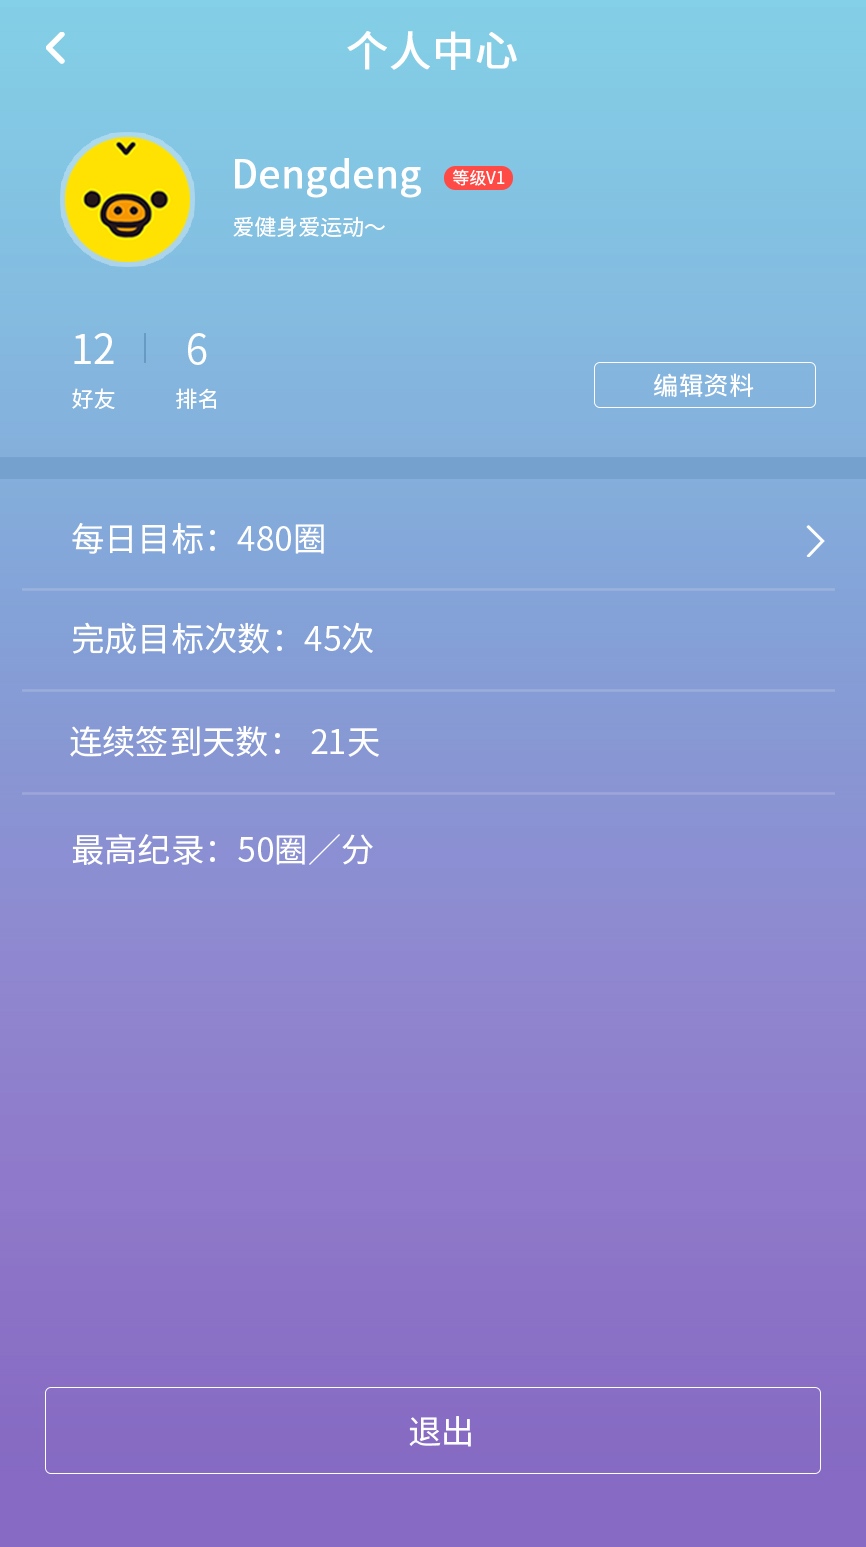 个人中心
Dengdeng 等级V1
爱健身爱运动～
12 6
好友 排名
编辑资料
每日目标：480圈
完成目标次数：45次
连续签到天数： 21天
最高纪录：50圈／分
退出